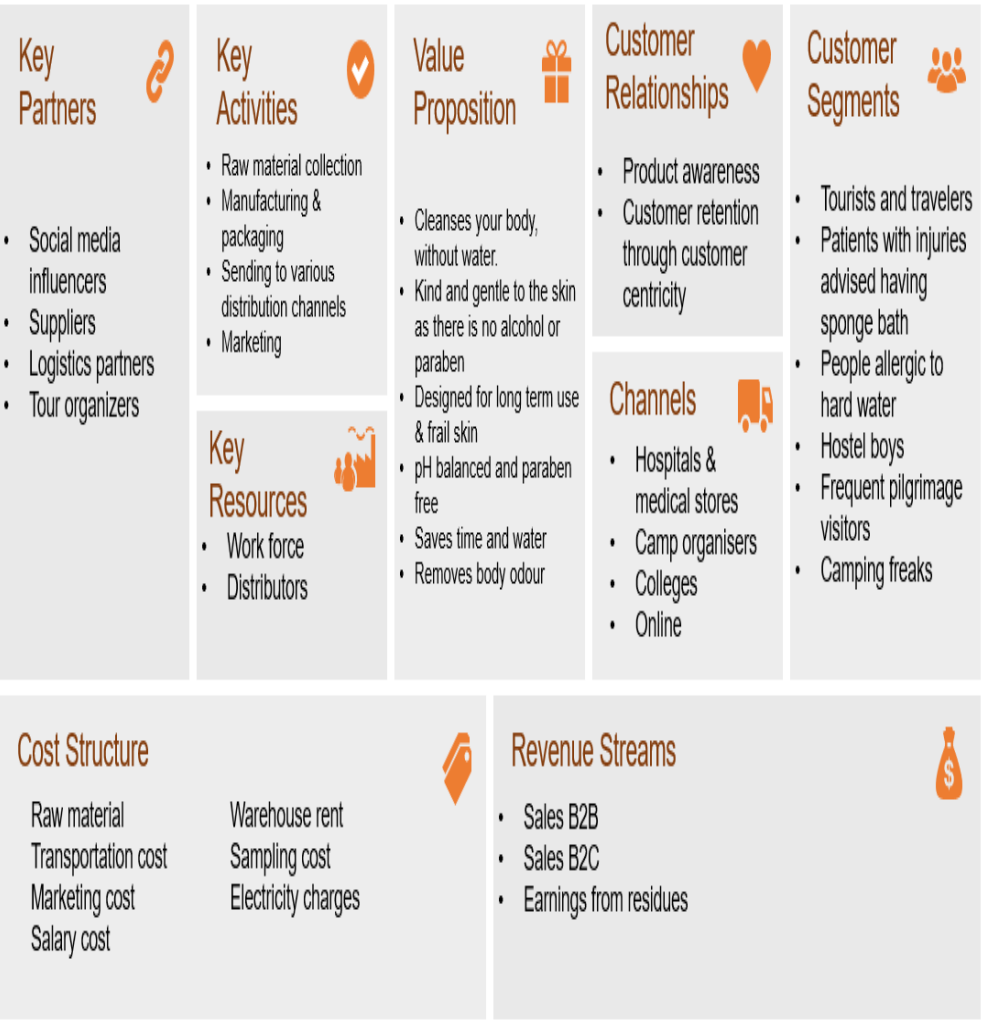 Key
Partners
• Social media
influencers
• Suppliers
• Logistics partners
• Tour organizers
Key
Activities
• Raw material collection
• Manufacturing &
packaging
• Sending to various
distribution channels
• Marketing
Key
Resources
• Work force
• Distributors
Value
Proposition
• Cleanses your body,
without water.
• Kind and gentle to the skin
as there is no alcohol or
paraben
• Designed for long term use
& frail skin
• pH balanced and paraben
free
• Saves time and water
• Removes body odour
Customer
Relationships
• Product awareness
• Customer retention
through customer
centricity
Channels
• Hospitals &
medical stores
• Camp organisers
• Colleges
• Online
Customer
Segments
• Tourists and travelers
• Patients with injuries
advised having
sponge bath
• People allergic to
hard water
• Hostel boys
• Frequent pilgrimage
visitors
• Camping freaks
Cost Structure
Raw material
Transportation cost
Marketing cost
Salary cost
Warehouse rent
Sampling cost
Electricity charges
Revenue Streams
$
• Sales B2B
• Sales B2C
• Earnings from residues